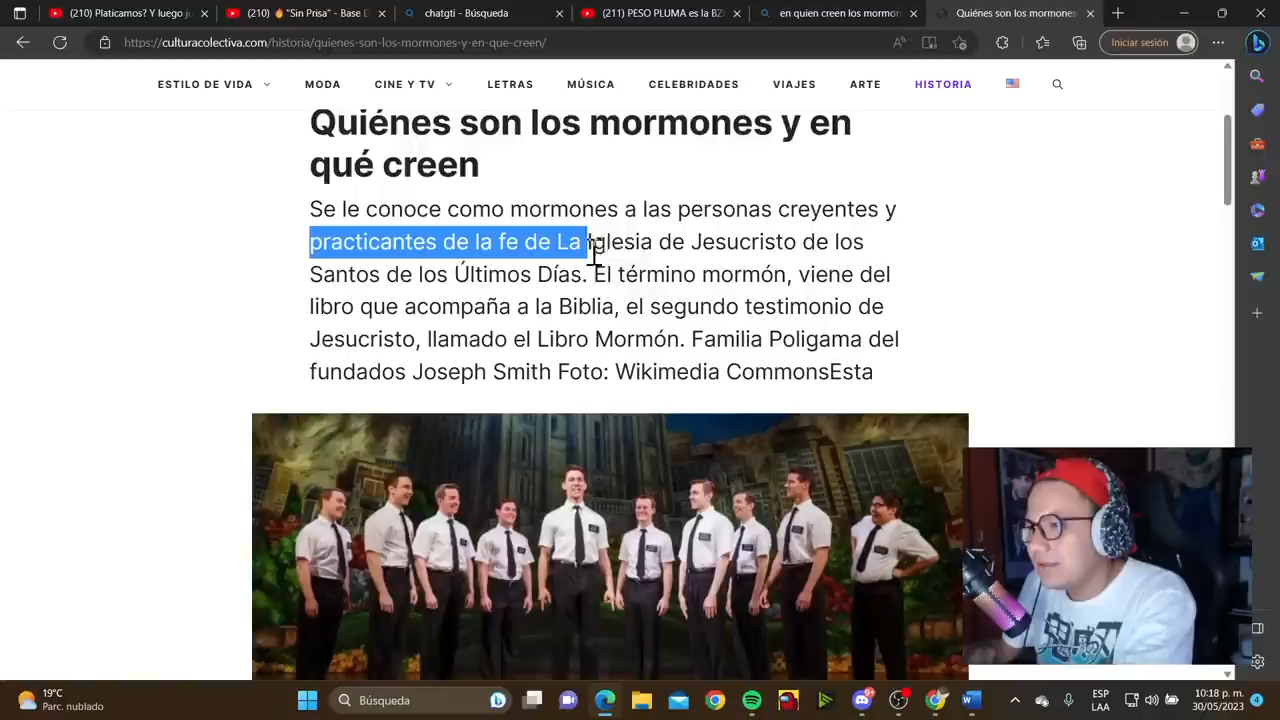 (210) Platicamos? Y luego j
(210) 🔥"Sin Prisa" - Base D
chatgti - Búsqueda
(211) PESO PLUMA es la BZ
en quien creen los mormon
Quiénes son los mormones
https://culturacolectiva.com/historia/quienes-son-los-mormones-y-en-que-creen/
Iniciar sesión
ESTILO DE VIDA
MODA
CINE Y TV
LETRAS
MÚSICA
CELEBRIDADES
VIAJES
ARTE
HISTORIA
Quiénes son los mormones y en
qué creen
Se le conoce como mormones a las personas creyentes y
practicantes de la fe de La Iglesia de Jesucristo de los
Santos de los Últimos Días. El término mormón, viene del
libro que acompaña a la Biblia, el segundo testimonio de
Jesucristo, llamado el Libro Mormón. Familia Poligama del
fundados Joseph Smith Foto: Wikimedia CommonsEsta
19°C
Parc. nublado
Búsqueda
ESP
LAA
10:18 p. m.
30/05/2023